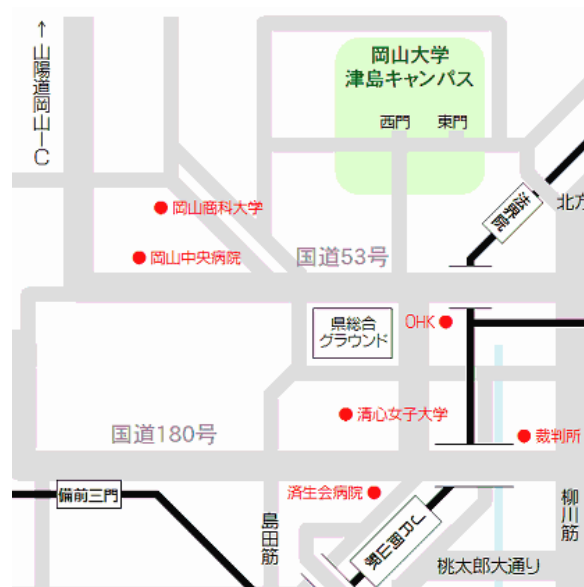 ↑山陽道岡山IC
岡山大学
津島キャンパス
西門
東門
法界院
北方
岡山商科大学
岡山中央病院
国道53号
県総合
グラウンド
OHK
清心女子大学
国道180号
裁判所
備前三門
済生会病院
島田筋
JR岡山駅
柳川筋
桃太郎大通り